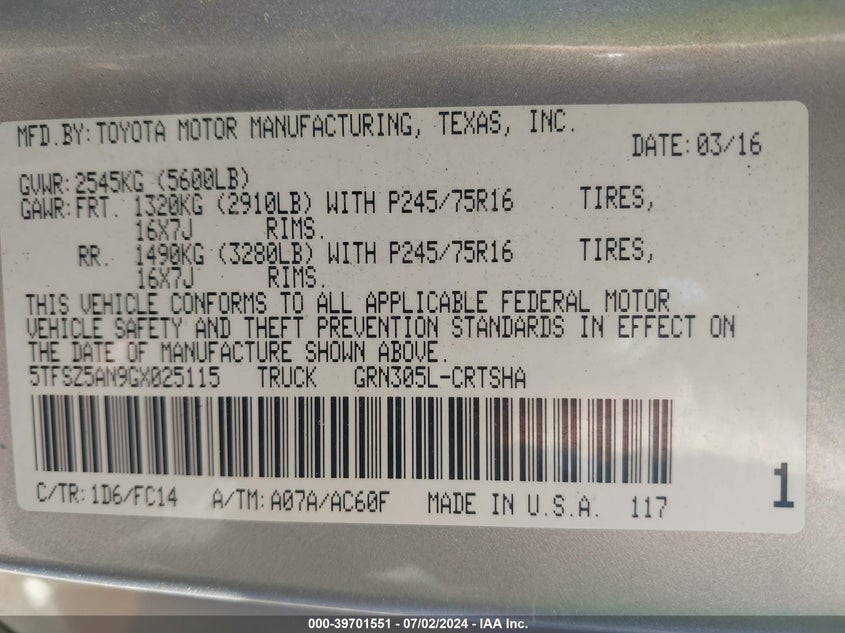 MFD.BY: TOYOTA MOTOR MANUFACTURING, TEXAS, INC.
DATE: 03/16
GVWR: 2545KG (5600LB)
GAWR: FRT. 1320KG (2910LB) WITH P245/75R16 TIRES,
16X7J RIMS.
RR. 1490KG (3280LB) WITH P245/75R16 TIRES,
16X7J RIMS.
THIS VEHICLE CONFORMS TO ALL APPLICABLE FEDERAL MOTOR
VEHICLE SAFETY AND THEFT PREVENTION STANDARDS IN EFFECT ON
THE DATE OF MANUFACTURE SHOWN ABOVE.
5TFSZ5AN9GX025115 TRUCK GRN305L-CRTSHA
C/TR: 1D6/FC14 A/TM: A07A/AC60F MADE IN U.S.A. 117
1
000-39701551 / 07/02/2024 - IAA Inc.